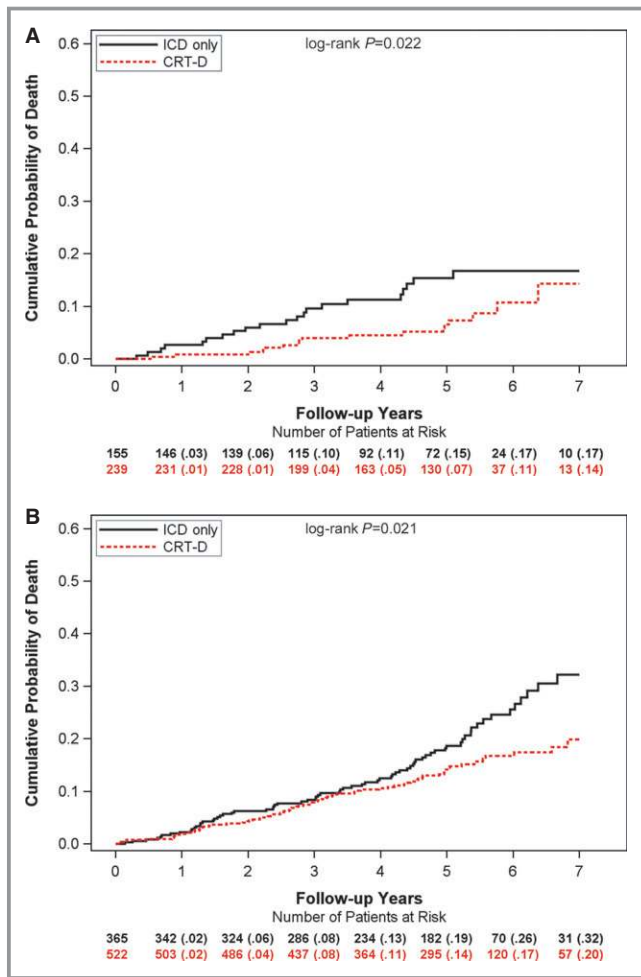 A
ICD only
CRT-D
log-rank P=0.022
Cumulative Probability of Death
0.6
0.5
0.4
0.3
0.2
0.1
0.0
0 1 2 3 4 5 6 7
Follow-up Years
Number of Patients at Risk
155 146 (.03) 139 (.06) 115 (.10) 92 (.11) 72 (.15) 24 (.17) 10 (.17)
239 231 (.01) 228 (.01) 199 (.04) 163 (.05) 130 (.07) 37 (.11) 13 (.14)
B
ICD only
CRT-D
log-rank P=0.021
Cumulative Probability of Death
0.6
0.5
0.4
0.3
0.2
0.1
0.0
0 1 2 3 4 5 6 7
Follow-up Years
Number of Patients at Risk
365 342 (.02) 324 (.06) 286 (.08) 234 (.13) 182 (.19) 70 (.26) 31 (.32)
522 503 (.02) 486 (.04) 437 (.08) 364 (.11) 295 (.14) 120 (.17) 57 (.20)